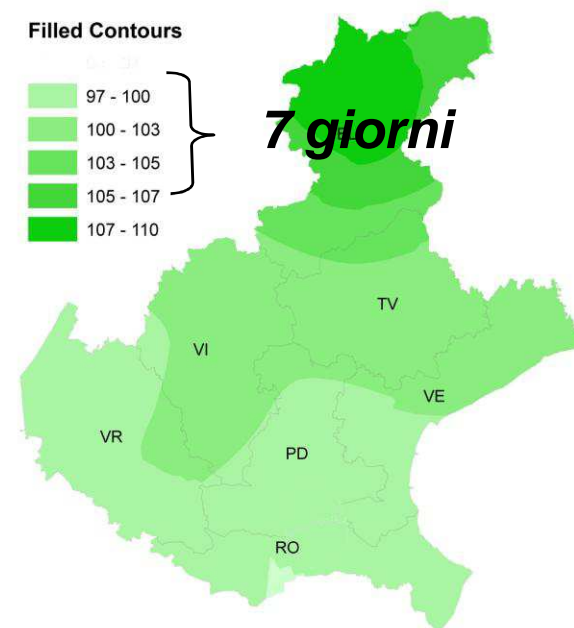 Filled Contours
97 - 100
100 - 103
103 - 105
105 - 107
107 - 110
7 giorni
TV
VI
VE
VR
PD
RO